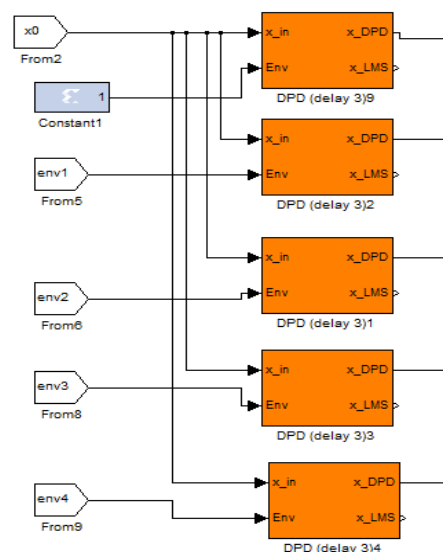 x0
From2
x_in x_DPD
Env x_LMS
DPD (delay 3)9
1
Constant1
x_in x_DPD
Env x_LMS
DPD (delay 3)2
env1
From5
x_in x_DPD
Env x_LMS
DPD (delay 3)1
env2
From6
x_in x_DPD
Env x_LMS
DPD (delay 3)3
env3
From8
x_in x_DPD
Env x_LMS
DPD (delay 3)4
env4
From9